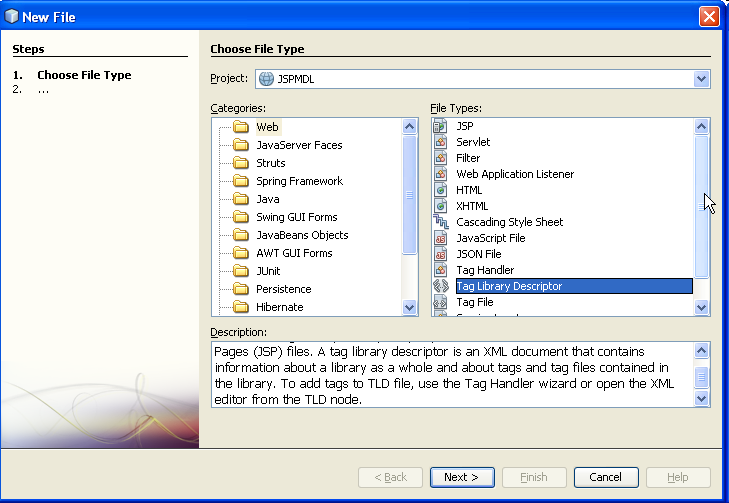 New File
Steps
1. Choose File Type
2. ...
Choose File Type
Project: JSPMDL
Categories:
Web
JavaServer Faces
Struts
Spring Framework
Java
Swing GUI Forms
JavaBeans Objects
AWT GUI Forms
JUnit
Persistence
Hibernate
File Types:
JSP
Servlet
Filter
Web Application Listener
HTML
XHTML
Cascading Style Sheet
JavaScript File
JSON File
Tag Handler
Tag Library Descriptor
Tag File
Description:
Pages (JSP) files. A tag library descriptor is an XML document that contains
information about a library as a whole and about tags and tag files contained in
the library. To add tags to TLD file, use the Tag Handler wizard or open the XML
editor from the TLD node.
< Back
Next >
Finish
Cancel
Help